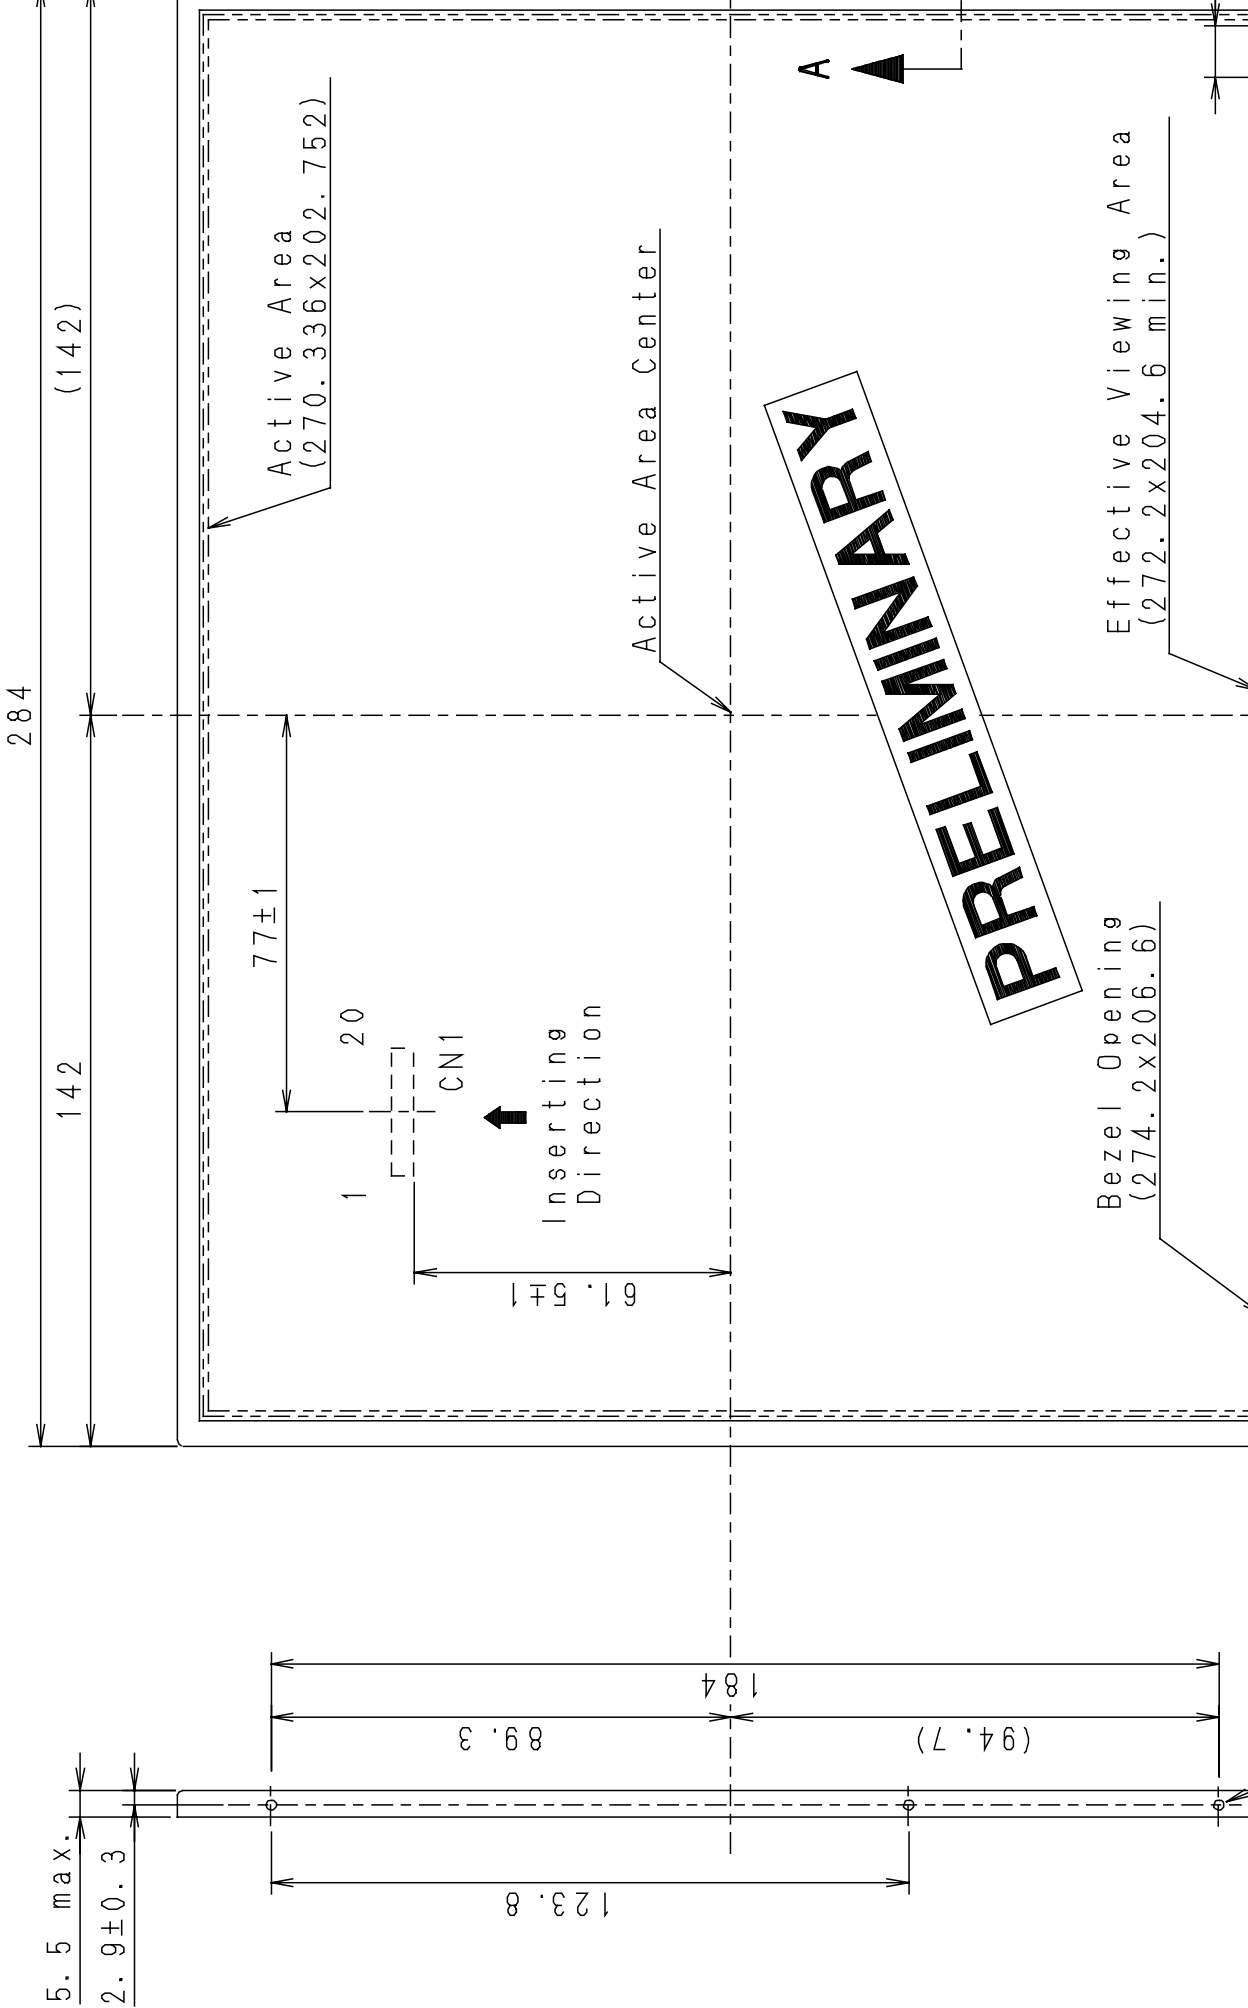 5. 5 max.
2. 9±0. 3
123. 8
89. 3
(94. 7)
184
284
142
(142)
77±1
1
20
CN1
Inserting
Direction
61. 5±1
Active Area
(270. 336x202. 752)
Active Area Center
A
PRELIMINARY
Bezel Opening
(274. 2x206. 6)
Effective Viewing Area
(272. 2x204. 6 min. )